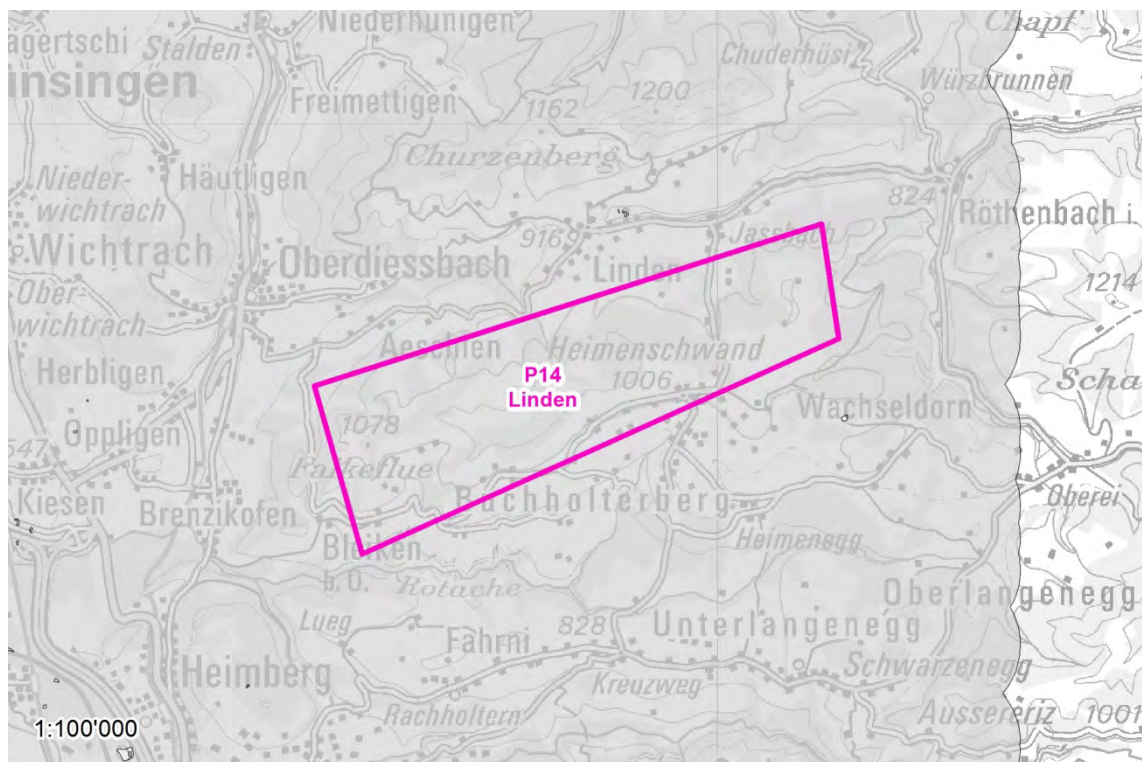 Niederhünigen
Chapf
agertschi
Stalden
Chuderhüsi
insingen
Freimettigen
1162
1200
Würzbrunnen
Churzenberg
Nieder-
wichtrach
Häutligen
824
Röthenbach i.
Wichtrach
Oberdiessbach
916
Jassbach
Linden
Ober-
wichtrach
1214
Aeschlen
Heimenschwand
Herbligen
P14
Linden
1006
Scha
Wachseldorn
Oppligen
1078
547
Falkeflue
Kiesen
Brenzikofen
Buchholterberg
Oberei
Bleiken
b. O.
Heimenegg
Rotache
Oberlangenegg
Lueg
Fahrni
828
Unterlangenegg
Heimberg
Schwarzenegg
Kreuzweg
1:100'000
Rachholtern
Aussereriz
1001